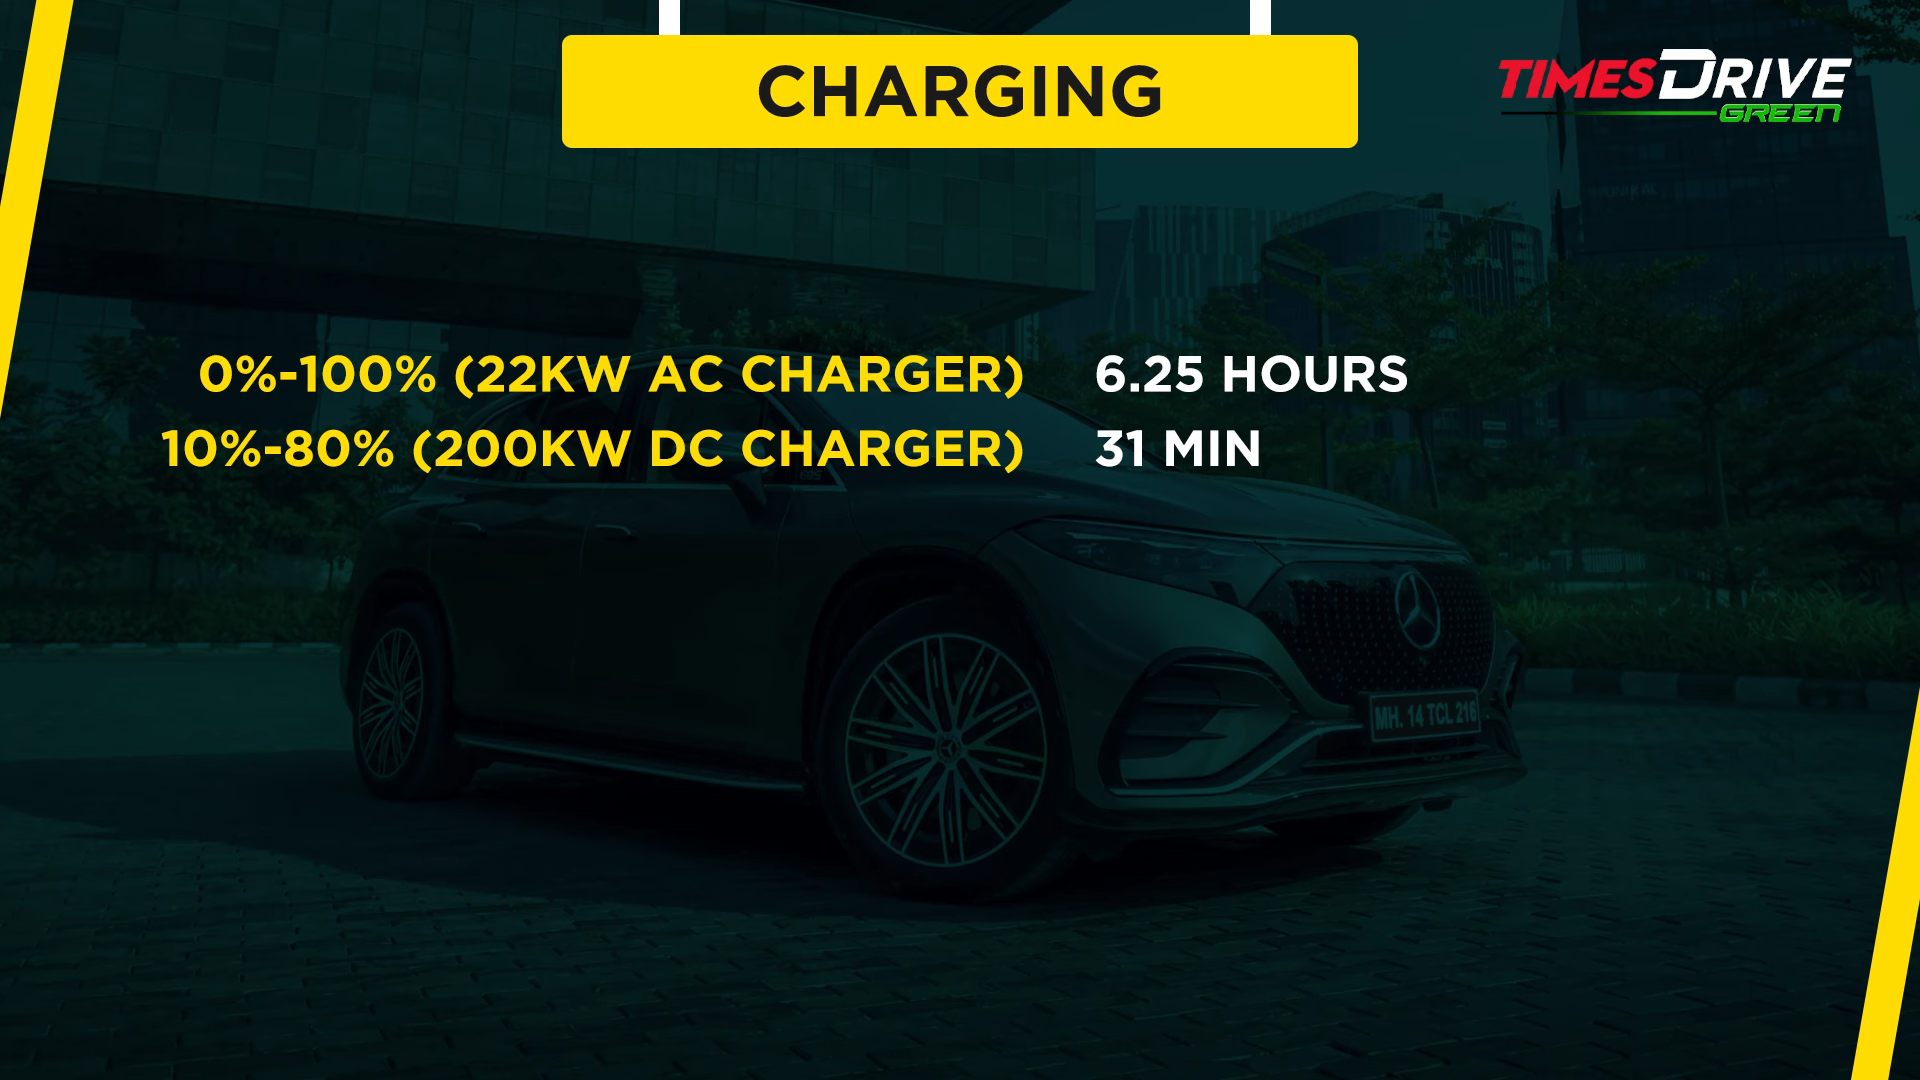 CHARGING
TIMESDRIVE
GREEN
0%-100% (22KW AC CHARGER) 6.25 HOURS
10%-80% (200KW DC CHARGER) 31 MIN
MH. 14 TCL 216